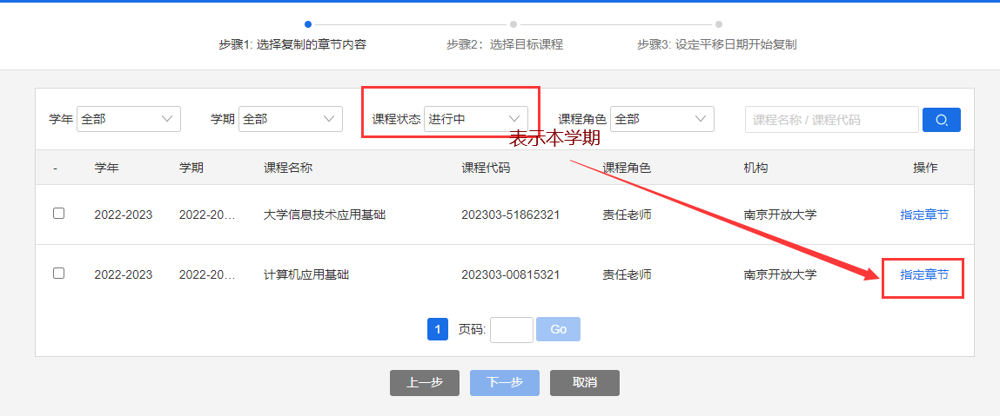 步骤1: 选择复制的章节内容 步骤2：选择目标课程 步骤3: 设定平移日期开始复制
学年 全部 学期 全部 课程状态 进行中 课程角色 全部 课程名称 / 课程代码
表示本学期
- 学年 学期 课程名称 课程代码 课程角色 机构 操作
2022-2023 2022-20... 大学信息技术应用基础 202303-51862321 责任老师 南京开放大学 指定章节
2022-2023 2022-20... 计算机应用基础 202303-00815321 责任老师 南京开放大学 指定章节
1 页码: Go
上一步 下一步 取消